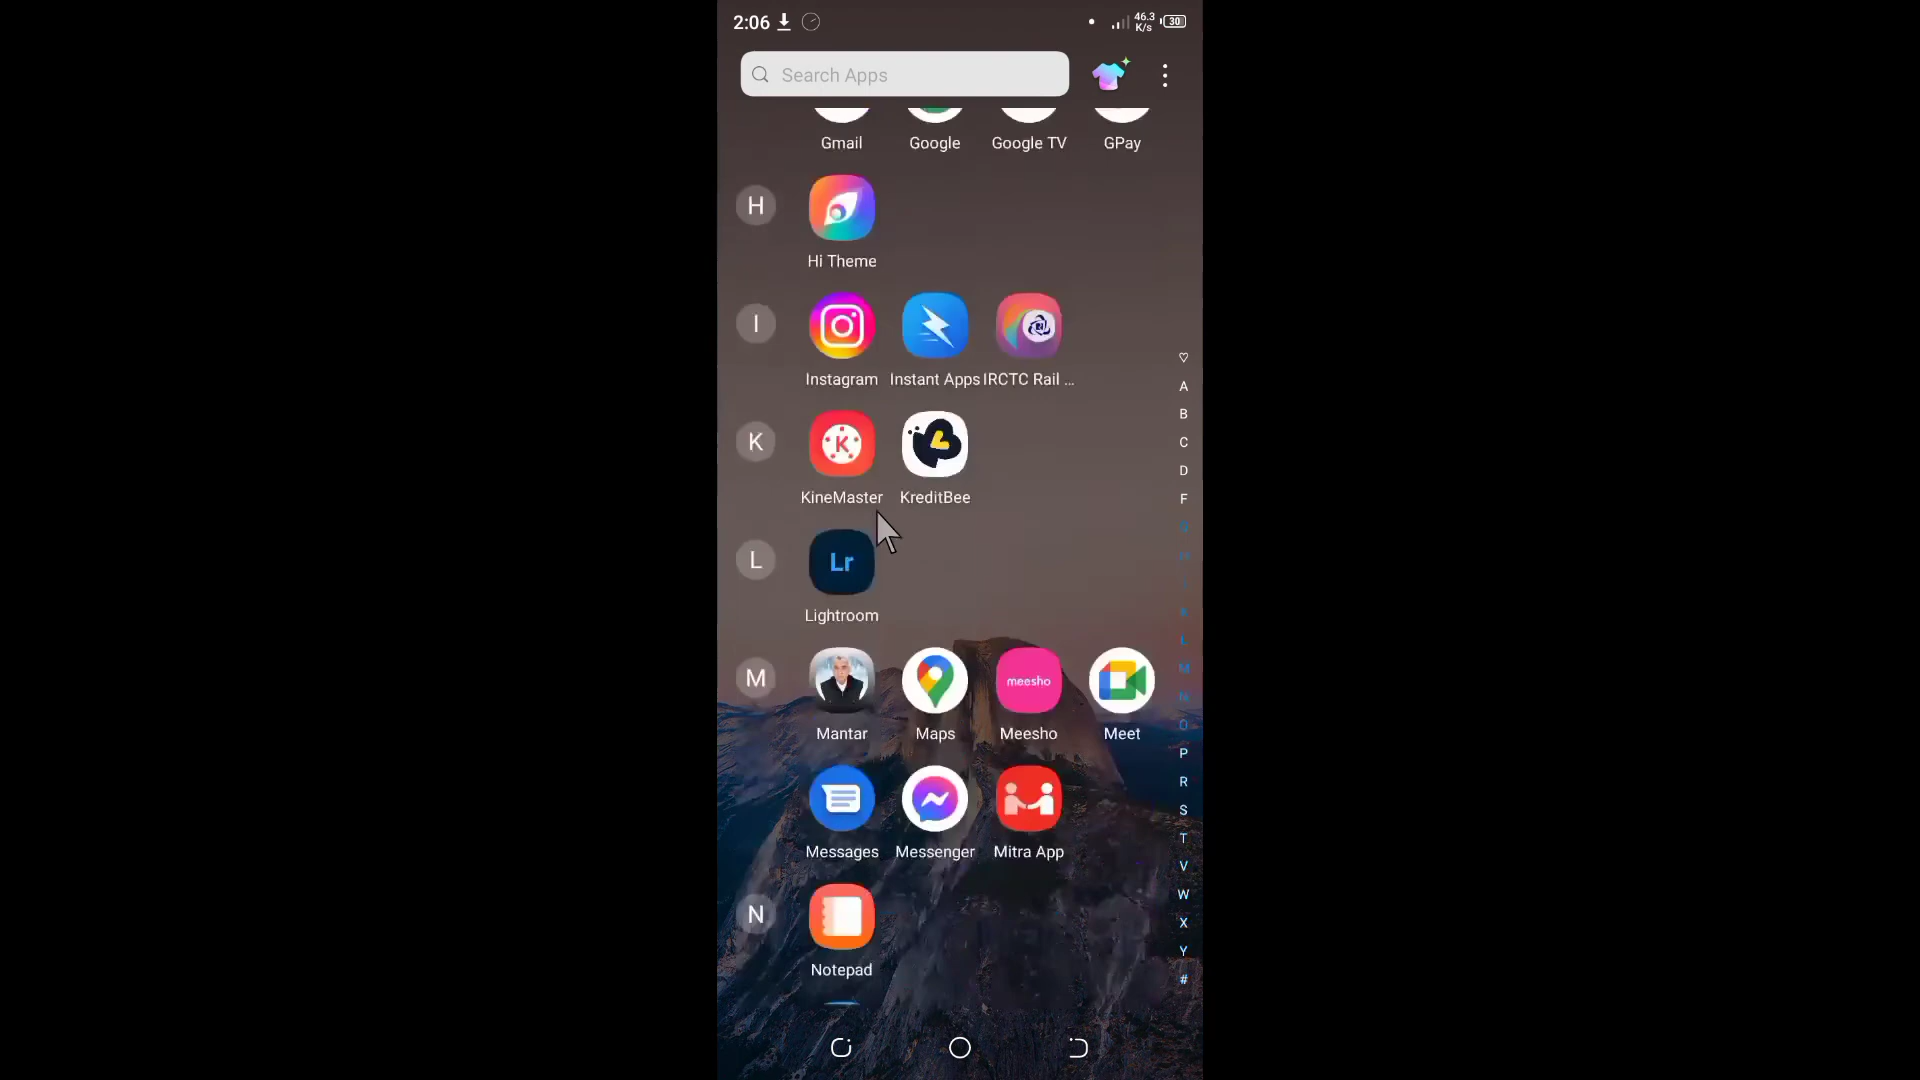 2:06
46.3
K/s
30
Search Apps
Gmail Google Google TV GPay
H
Hi Theme
I
Instagram Instant Apps IRCTC Rail ...
K
K
KineMaster KreditBee
L
Lr
Lightroom
M
meesho
Mantar Maps Meesho Meet
Messages Messenger Mitra App
N
Notepad
A
B
C
D
F
L
M
N
O
P
R
S
T
V
W
X
Y
#